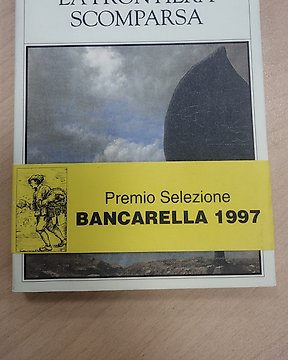 LA FRONTIERA
SCOMPARSA
Premio Selezione
BANCARELLA 1997